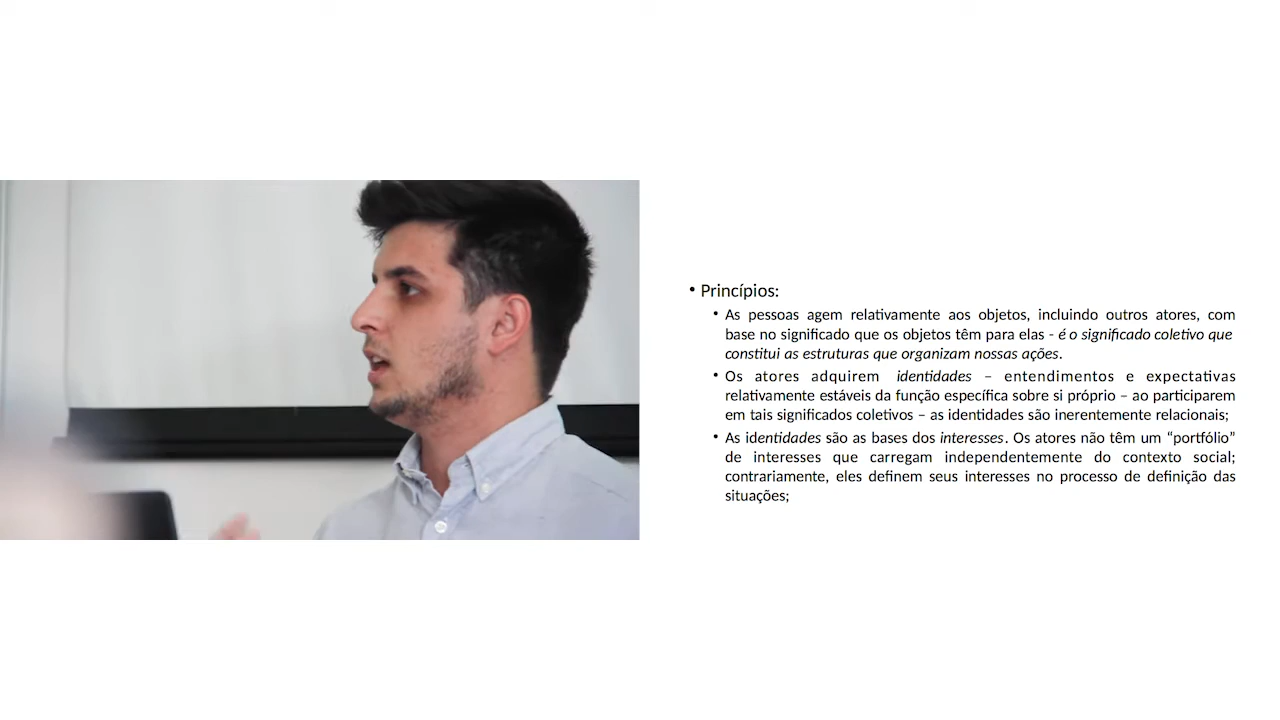 • Princípios:
• As pessoas agem relativamente aos objetos, incluindo outros atores, com
base no significado que os objetos têm para elas - é o significado coletivo que
constitui as estruturas que organizam nossas ações.
• Os atores adquirem identidades – entendimentos e expectativas
relativamente estáveis da função específica sobre si próprio – ao participarem
em tais significados coletivos – as identidades são inerentemente relacionais;
• As identidades são as bases dos interesses. Os atores não têm um “portfólio”
de interesses que carregam independentemente do contexto social;
contrariamente, eles definem seus interesses no processo de definição das
situações;